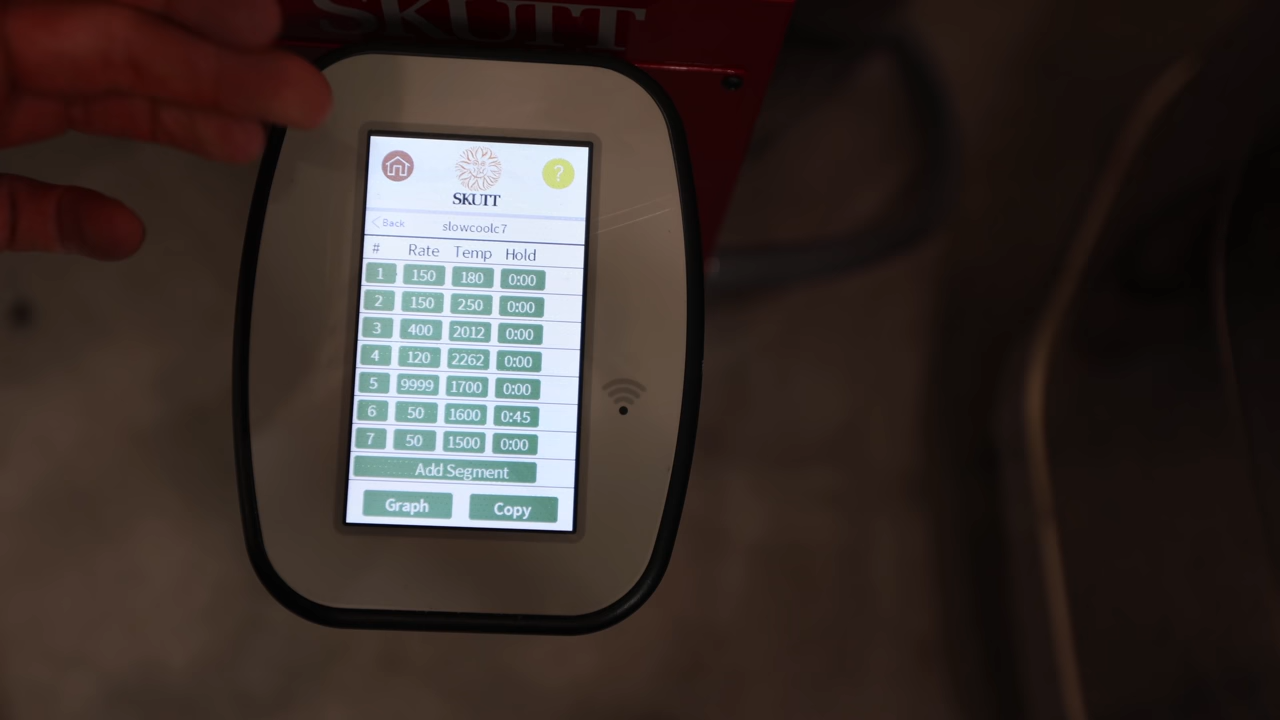 SKUTT
?
SKUTT
Back
slowcoolc7
# Rate Temp Hold
1 150 180 0:00
2 150 250 0:00
3 400 2012 0:00
4 120 2262 0:00
5 9999 1700 0:00
6 50 1600 0:45
7 50 1500 0:00
Add Segment
Graph Copy